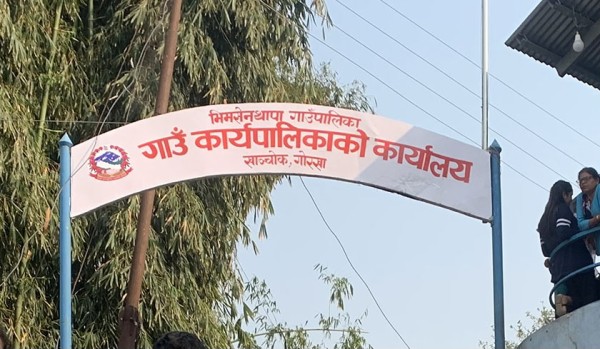 भिमसेनथापा गाउँपालिका
गाउँ कार्यपालिकाको कार्यालय
साञ्चोक, गोरखा